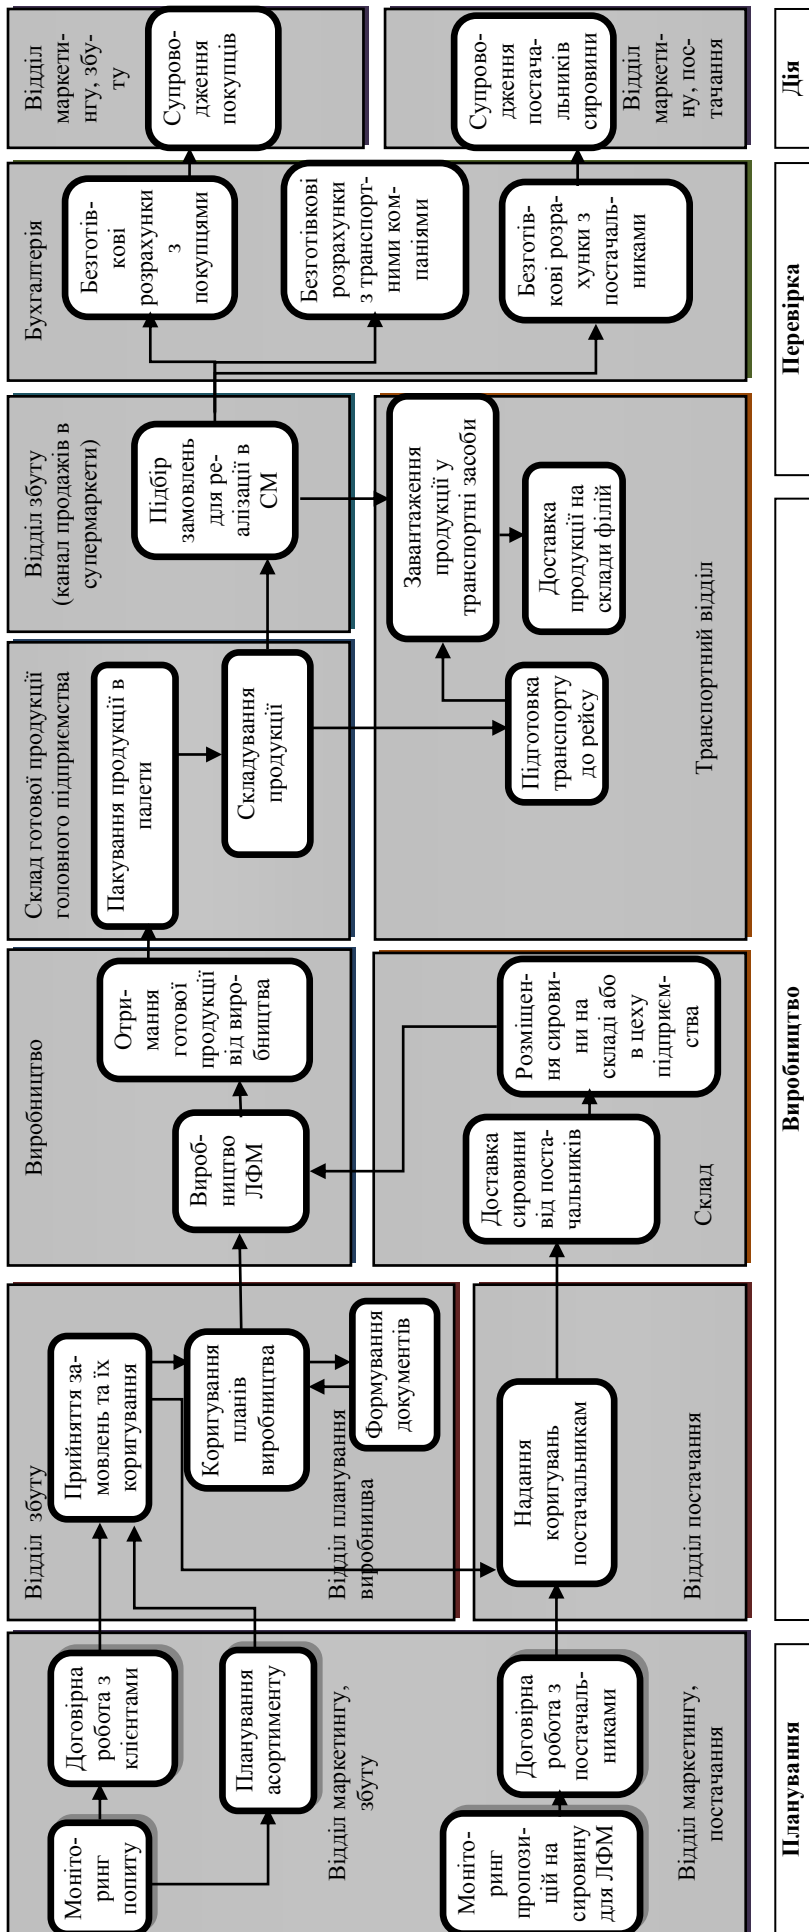 Моніто-
ринг
попиту
Договірна
робота з
клієнтами
Планування
асортименту
Відділ маркетингу,
збуту
Моніто-
ринг
пропози-
цій на
сировину
для ЛФМ
Договірна
робота з
постачаль-
никами
Відділ маркетингу,
постачання
Планування
Відділ збуту
Прийняття за-
мовлень та їх
коригування
Коригування
планів
виробництва
Формування
документів
Відділ планування
виробницва
Надання
коригувань
постачальникам
Відділ постачання
Виробництво
Вироб-
ництво
ЛФМ
Отри-
мання
готової
продукції
від виро-
бництва
Доставка
сировини
від поста-
чальників
Розміщен-
ня сирови-
ни на
складі або
в цеху
підприєм-
ства
Склад
Склад готової продукції
головного підприємства
Пакування продукції в
палети
Складування
продукції
Відділ збуту
(канал продажів в
супермаркети)
Підбір
замовлень
для ре-
алізації в
СМ
Підготовка
транспорту
до рейсу
Завантаження
продукції у
транспортні засоби
Доставка
продукції на
склади філій
Транспортний відділ
Виробництво
Бухгалтерія
Безготів-
кові
розрахунки
з
покупцями
Безготівкові
розрахунки
з транспорт-
ними ком-
паніями
Безготів-
кові розра-
хунки з
постачаль-
никами
Перевірка
Відділ
маркети-
нгу, збу-
ту
Супрово-
дження
покупців
Супрово-
дження
постача-
льників
сировини
Відділ
маркети-
ну, пос-
тачання
Дія